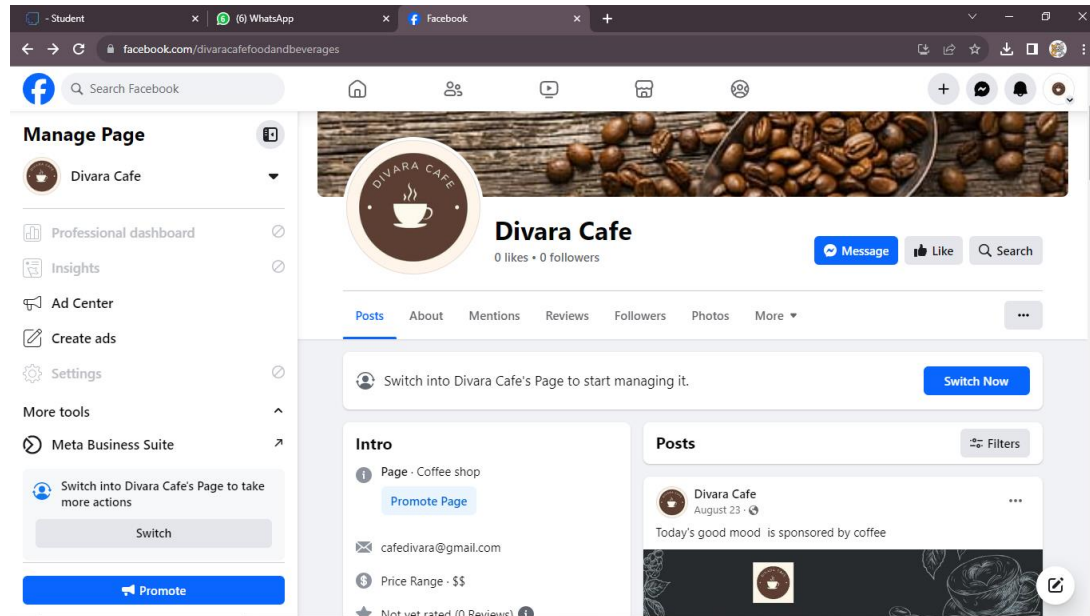 - Student
(6) WhatsApp
Facebook
facebook.com/divaracafefoodandbeverages
Search Facebook
Manage Page
Divara Cafe
Professional dashboard
Insights
Ad Center
Create ads
Settings
More tools
Meta Business Suite
Switch into Divara Cafe's Page to take
more actions
Switch
Promote
DIVARA CAFE
Divara Cafe
0 likes • 0 followers
Message
Like
Search
Posts About Mentions Reviews Followers Photos More
Switch into Divara Cafe's Page to start managing it.
Switch Now
Intro
Page · Coffee shop
Promote Page
cafedivara@gmail.com
Price Range · $$
Not yet rated (0 Reviews)
Posts
Filters
Divara Cafe
August 23
Today's good mood is sponsored by coffee